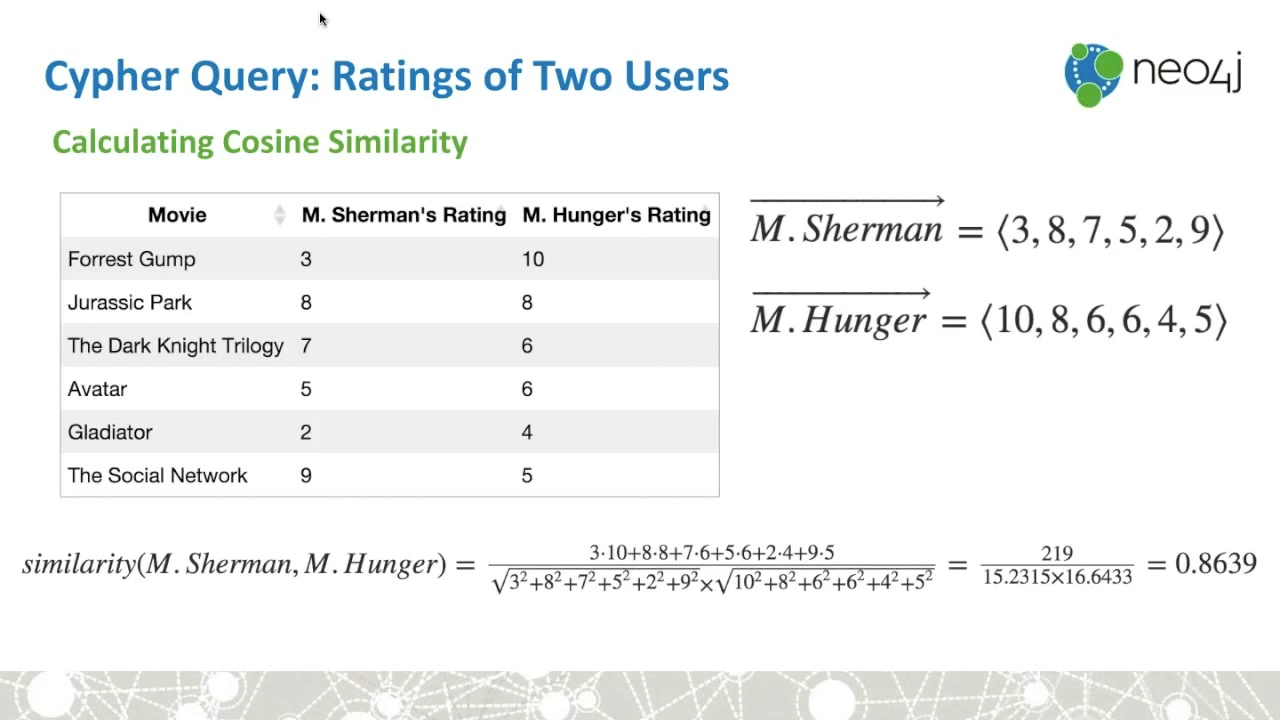 Cypher Query: Ratings of Two Users
neo4j
Calculating Cosine Similarity
Movie M. Sherman's Rating M. Hunger's Rating
Forrest Gump 3 10
Jurassic Park 8 8
The Dark Knight Trilogy 7 6
Avatar 5 6
Gladiator 2 4
The Social Network 9 5
M. Sherman = ⟨3, 8, 7, 5, 2, 9⟩
M. Hunger = ⟨10, 8, 6, 6, 4, 5⟩
similarity(M. Sherman, M. Hunger) = 3·10+8·8+7·6+5·6+2·4+9·5 / √3²+8²+7²+5²+2²+9²×√10²+8²+6²+6²+4²+5² = 219 / 15.2315×16.6433 = 0.8639